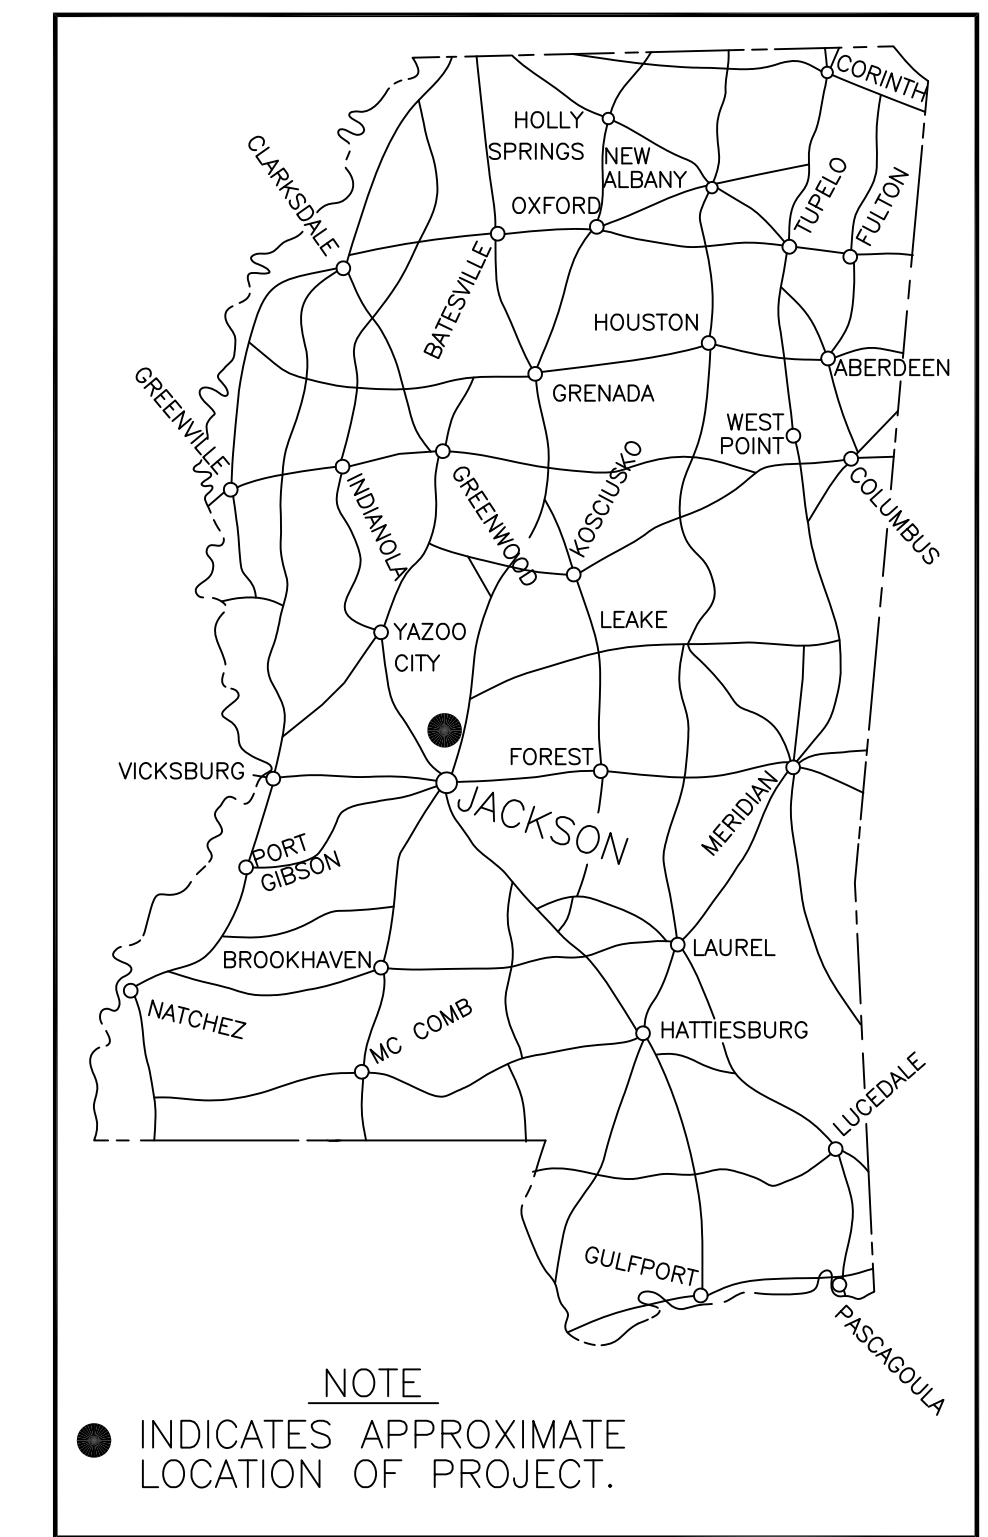 CORINTH
HOLLY
SPRINGS
NEW
ALBANY
CLARKSDALE
TUPELO
FULTON
OXFORD
BATESVILLE
HOUSTON
ABERDEEN
GREENVILLE
GRENADA
WEST
POINT
KOSCIUSKO
INDIANOLA
GREENWOOD
COLUMBUS
LEAKE
YAZOO
CITY
VICKSBURG
FOREST
JACKSON
MERIDIAN
PORT
GIBSON
BROOKHAVEN
LAUREL
NATCHEZ
MC COMB
HATTIESBURG
LUCEDALE
GULFPORT
PASCAGOULA
NOTE
INDICATES APPROXIMATE
LOCATION OF PROJECT.